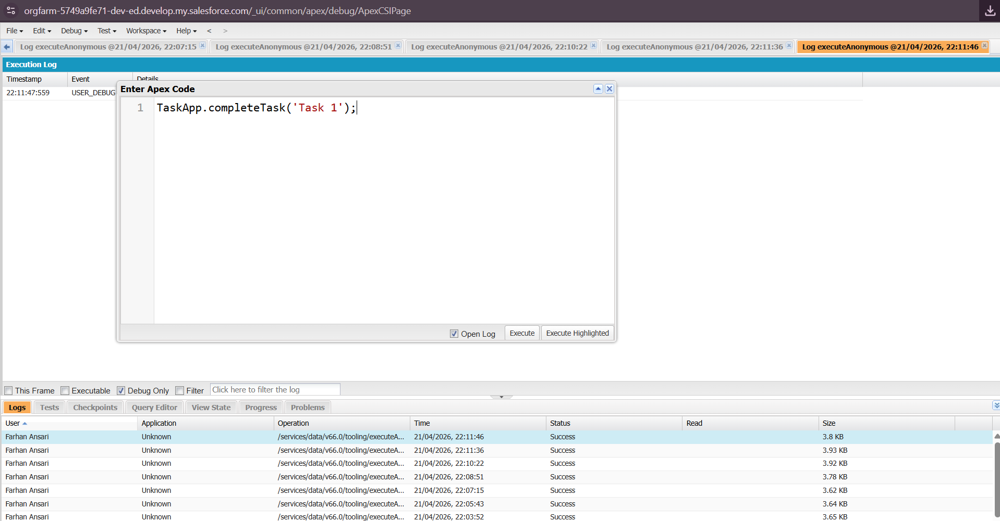 orgfarm-5749a9fe71-dev-ed.develop.my.salesforce.com/_ui/common/apex/debug/ApexCSIPage
File Edit Debug Test Workspace Help < >
Log executeAnonymous @21/04/2026, 22:07:15 Log executeAnonymous @21/04/2026, 22:08:51 Log executeAnonymous @21/04/2026, 22:10:22 Log executeAnonymous @21/04/2026, 22:11:36 Log executeAnonymous @21/04/2026, 22:11:46
Execution Log
Timestamp Event Details
22:11:47:559 USER_DEBUG
Enter Apex Code
1 TaskApp.completeTask('Task 1');
Open Log Execute Execute Highlighted
This Frame Executable Debug Only Filter Click here to filter the log
Logs Tests Checkpoints Query Editor View State Progress Problems
User Application Operation Time Status Read Size
Farhan Ansari Unknown /services/data/v66.0/tooling/executeA... 21/04/2026, 22:11:46 Success 3.8 KB
Farhan Ansari Unknown /services/data/v66.0/tooling/executeA... 21/04/2026, 22:11:36 Success 3.93 KB
Farhan Ansari Unknown /services/data/v66.0/tooling/executeA... 21/04/2026, 22:10:22 Success 3.92 KB
Farhan Ansari Unknown /services/data/v66.0/tooling/executeA... 21/04/2026, 22:08:51 Success 3.78 KB
Farhan Ansari Unknown /services/data/v66.0/tooling/executeA... 21/04/2026, 22:07:15 Success 3.62 KB
Farhan Ansari Unknown /services/data/v66.0/tooling/executeA... 21/04/2026, 22:05:43 Success 3.64 KB
Farhan Ansari Unknown /services/data/v66.0/tooling/executeA... 21/04/2026, 22:03:52 Success 3.65 KB